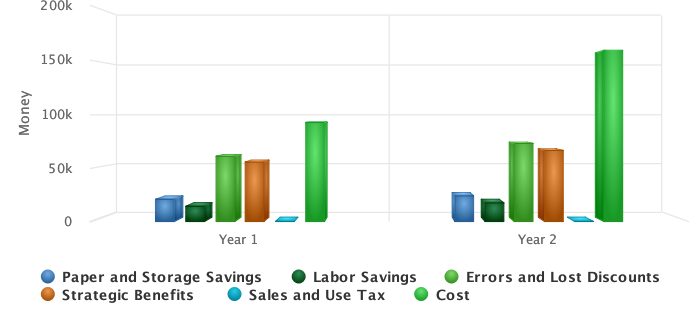 200k
150k
100k
50k
0
Money
Year 1 Year 2
Paper and Storage Savings Labor Savings Errors and Lost Discounts
Strategic Benefits Sales and Use Tax Cost